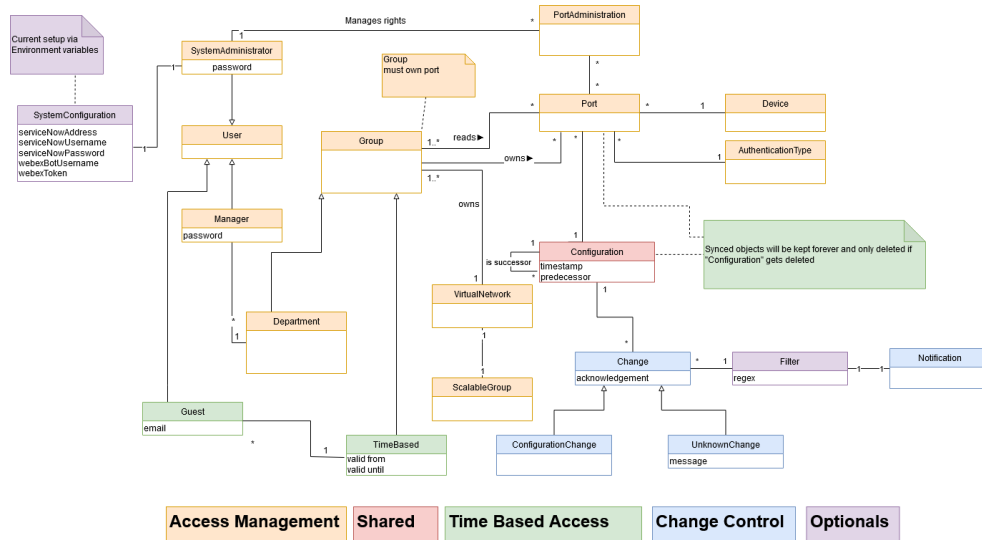 Current setup via
Environment variables
Manages rights
*
1
PortAdministration
SystemAdministrator
password
1
Group
must own port
*
*
SystemConfiguration
serviceNowAddress
serviceNowUsername
serviceNowPassword
webexBotUsername
webexToken
1
User
Group
reads ►
1..*
*
Port
*
1
Device
owns ►
*
*
*
1
AuthenticationType
1..*
owns
Manager
password
Synced objects will be kept forever and only deleted if
"Configuration" gets deleted
1
1
is successor
*
Configuration
timestamp
predecessor
1
1
VirtualNetwork
*
1
Department
1
1
ScalableGroup
*
Change
acknowledgement
*
1
Filter
regex
1
1
Notification
Guest
email
*
1
TimeBased
valid from
valid until
ConfigurationChange
UnknownChange
message
Access Management
Shared
Time Based Access
Change Control
Optionals